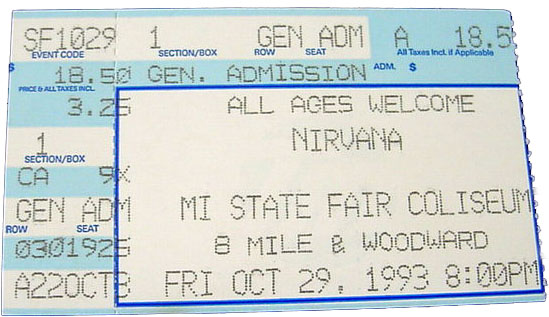 SF1029 1 GEN ADM A 18.5
EVENT CODE SECTION/BOX ROW SEAT All Taxes Incl. if Applicable
$ 18.50 GEN. ADMISSION ADM. $
PRICE & ALL TAXES INCL.
3.25 ALL AGES WELCOME
1 NIRVANA
SECTION/BOX
CA 9X
GEN ADM MI STATE FAIR COLISEUM
ROW SEAT
0301925 8 MILE & WOODWARD
A22OCT3 FRI OCT 29. 1993 8:00PM